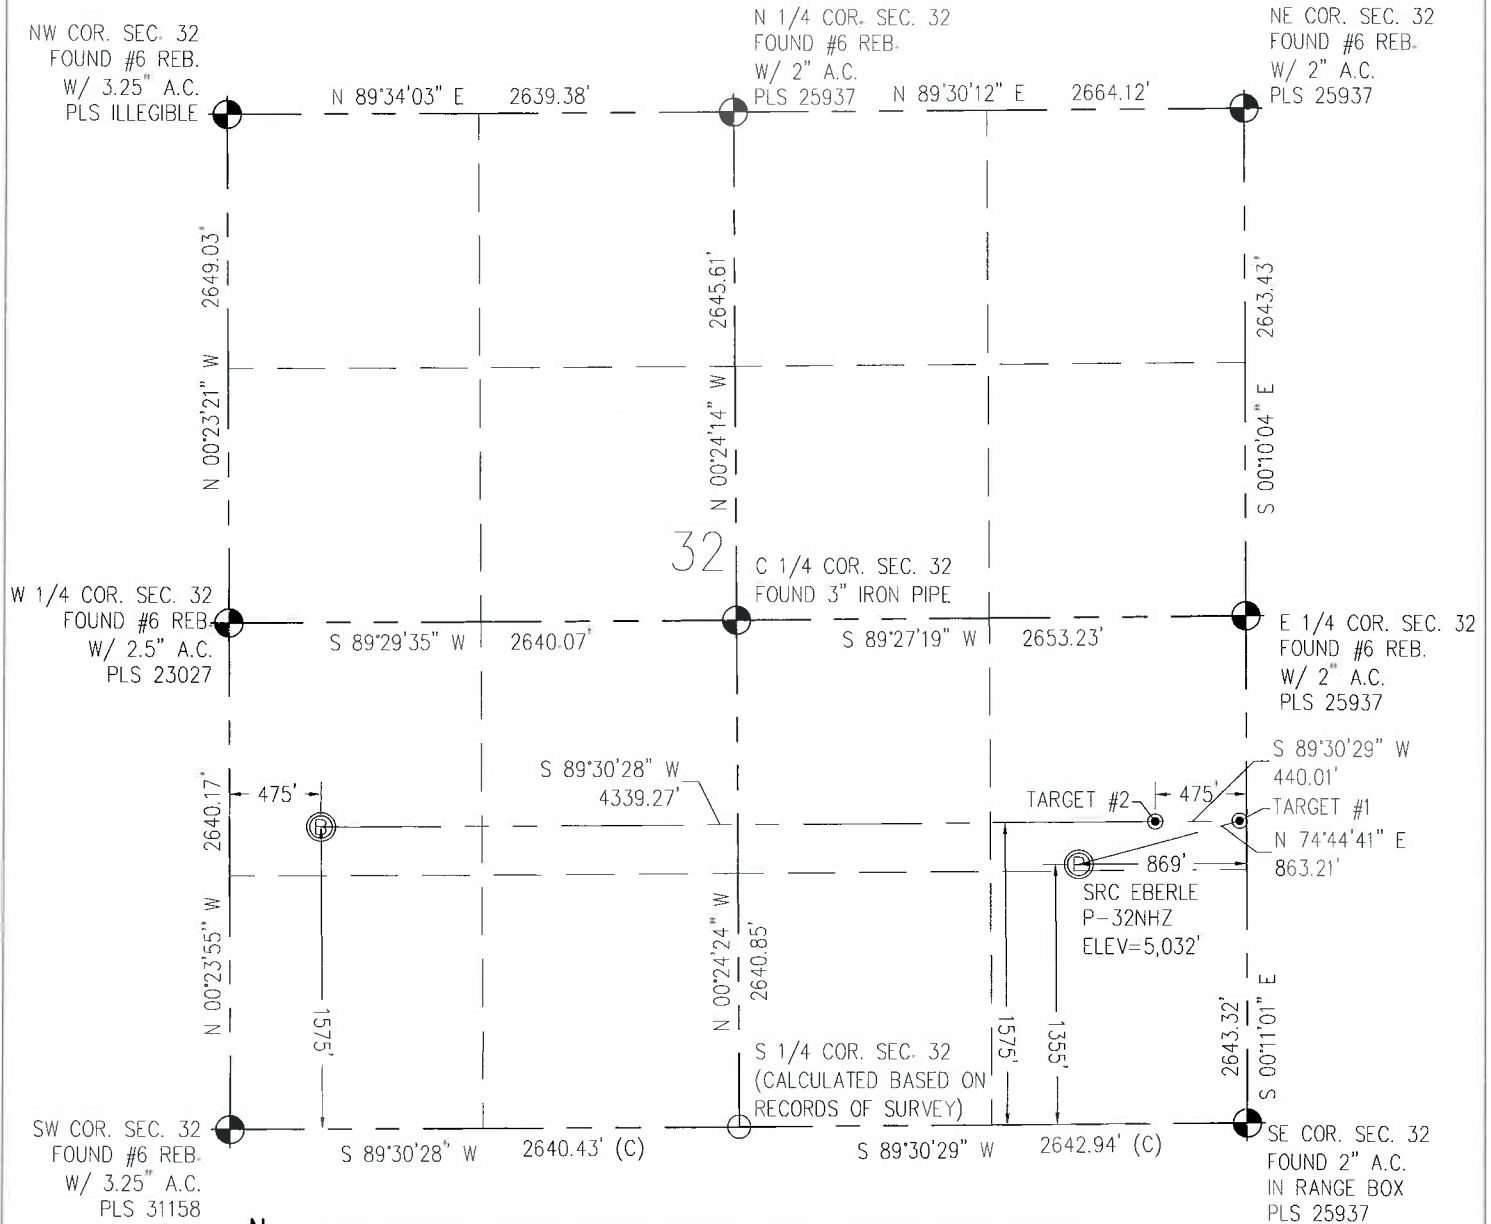 NW COR. SEC. 32
FOUND #6 REB.
W/ 3.25" A.C.
PLS ILLEGIBLE
N 1/4 COR. SEC. 32
FOUND #6 REB.
W/ 2" A.C.
PLS 25937
NE COR. SEC. 32
FOUND #6 REB.
W/ 2" A.C.
PLS 25937
N 89°34'03" E 2639.38'
N 89°30'12" E 2664.12'
N 00°23'21" W 2649.03'
N 00°24'14" W 2645.61'
S 00°10'04" E 2643.43'
32
C 1/4 COR. SEC. 32
FOUND 3" IRON PIPE
W 1/4 COR. SEC. 32
FOUND #6 REB.
W/ 2.5" A.C.
PLS 23027
S 89°29'35" W 2640.07'
S 89°27'19" W 2653.23'
E 1/4 COR. SEC. 32
FOUND #6 REB.
W/ 2" A.C.
PLS 25937
S 89°30'28" W
4339.27'
S 89°30'29" W
440.01'
475'
475'
TARGET #2
TARGET #1
N 74°44'41" E
863.21'
869'
SRC EBERLE
P-32NHZ
ELEV=5,032'
N 00°23'55" W 2640.17'
1575'
N 00°24'24" W
2640.85'
1575'
1355'
2643.32'
S 00°11'01" E
S 1/4 COR. SEC. 32
(CALCULATED BASED ON
RECORDS OF SURVEY)
SW COR. SEC. 32
FOUND #6 REB.
W/ 3.25" A.C.
PLS 31158
S 89°30'28" W 2640.43' (C)
S 89°30'29" W 2642.94' (C)
SE COR. SEC. 32
FOUND 2" A.C.
IN RANGE BOX
PLS 25937